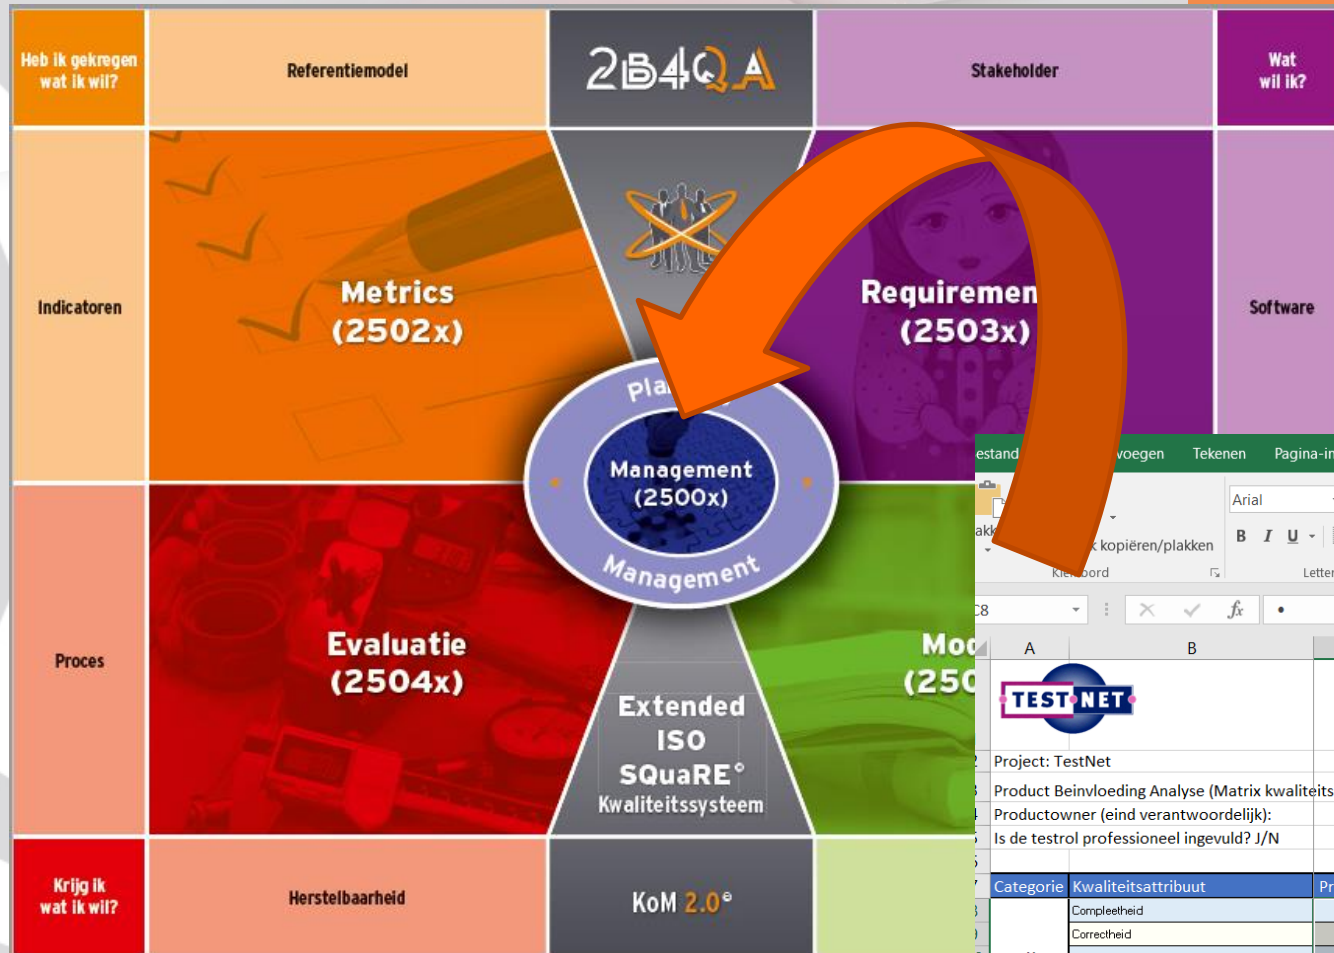 Heb ik gekregen
wat ik wil?
Referentiemodel
2B4QA
Stakeholder
Wat
wil ik?
Indicatoren
Metrics
(2502x)
Requiremen
(2503x)
Software
Management
(2500x)
Management
Proces
Evaluatie
(2504x)
Extended
ISO
SQuaRE©
Kwaliteitssysteem
Krijg ik
wat ik wil?
Herstelbaarheid
KoM 2.0©
estand voegen Tekenen Pagina-in
Arial
B I U
kopiëren/plakken
Letter
C8 fx •
A B
TESTNET
Project: TestNet
Product Beinvloeding Analyse (Matrix kwaliteits
Productowner (eind verantwoordelijk):
Is de testrol professioneel ingevuld? J/N
Categorie Kwaliteitsattribuut Pr
Compleetheid
Correctheid